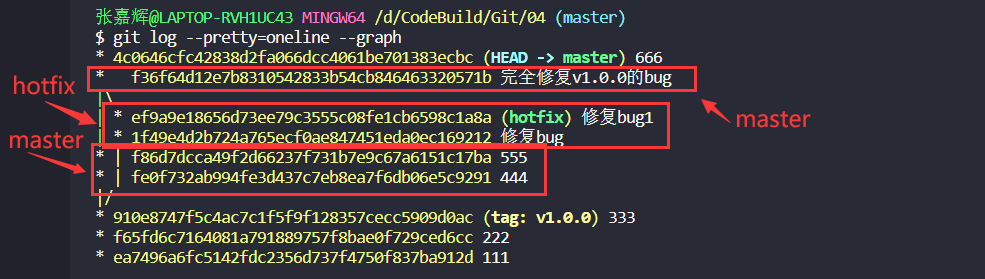 张嘉辉@LAPTOP-RVH1UC43 MINGW64 /d/CodeBuild/Git/04 (master)
$ git log --pretty=oneline --graph
* 4c0646cfc42838d2fa066dcc4061be701383ecbc (HEAD -> master) 666
*   f36f64d12e7b8310542833b54cb846463320571b 完全修复v1.0.0的bug
hotfix
|\
| * ef9a9e18656d73ee79c3555c08fe1cb6598c1a8a (hotfix) 修复bug1
master
| * 1f49e4d2b724a765ecf0ae847451eda0ec169212 修复bug
master
* | f86d7dcca49f2d66237f731b7e9c67a6151c17ba 555
* | fe0f732ab994fe3d437c7eb8ea7f6db06e5c9291 444
|/
* 910e8747f5c4ac7c1f5f9f128357cecc5909d0ac (tag: v1.0.0) 333
* f65fd6c7164081a791889757f8bae0f729ced6cc 222
* ea7496a6fc5142fdc2356d737f4750f837ba912d 111